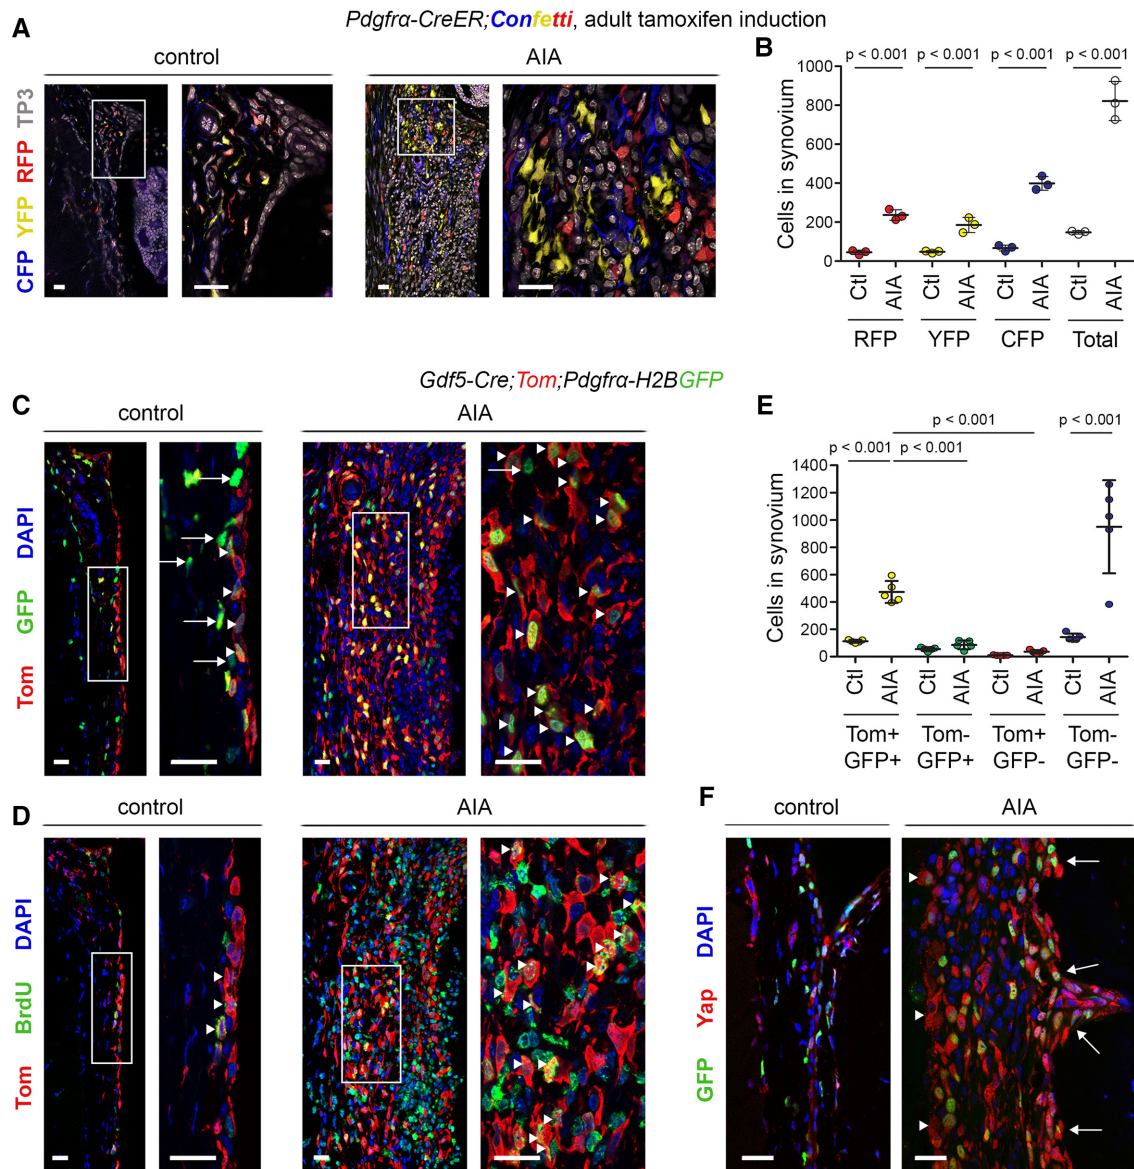 Pdgfrα-CreER;Confetti, adult tamoxifen induction
A
control
AIA
CFP YFP RFP TP3
B
p < 0.001 p < 0.001 p < 0.001 p < 0.001
Cells in synovium
1000
800
600
400
200
0
Ctl AIA Ctl AIA Ctl AIA Ctl AIA
RFP YFP CFP Total
Gdf5-Cre;Tom;Pdgfrα-H2BGFP
C
control
AIA
Tom GFP DAPI
E
p < 0.001
p < 0.001
p < 0.001 p < 0.001
Cells in synovium
1400
1200
1000
800
600
400
200
0
Ctl AIA Ctl AIA Ctl AIA Ctl AIA
Tom+ Tom- Tom+ Tom-
GFP+ GFP+ GFP- GFP-
D
control
AIA
Tom BrdU DAPI
F
control
AIA
GFP Yap DAPI